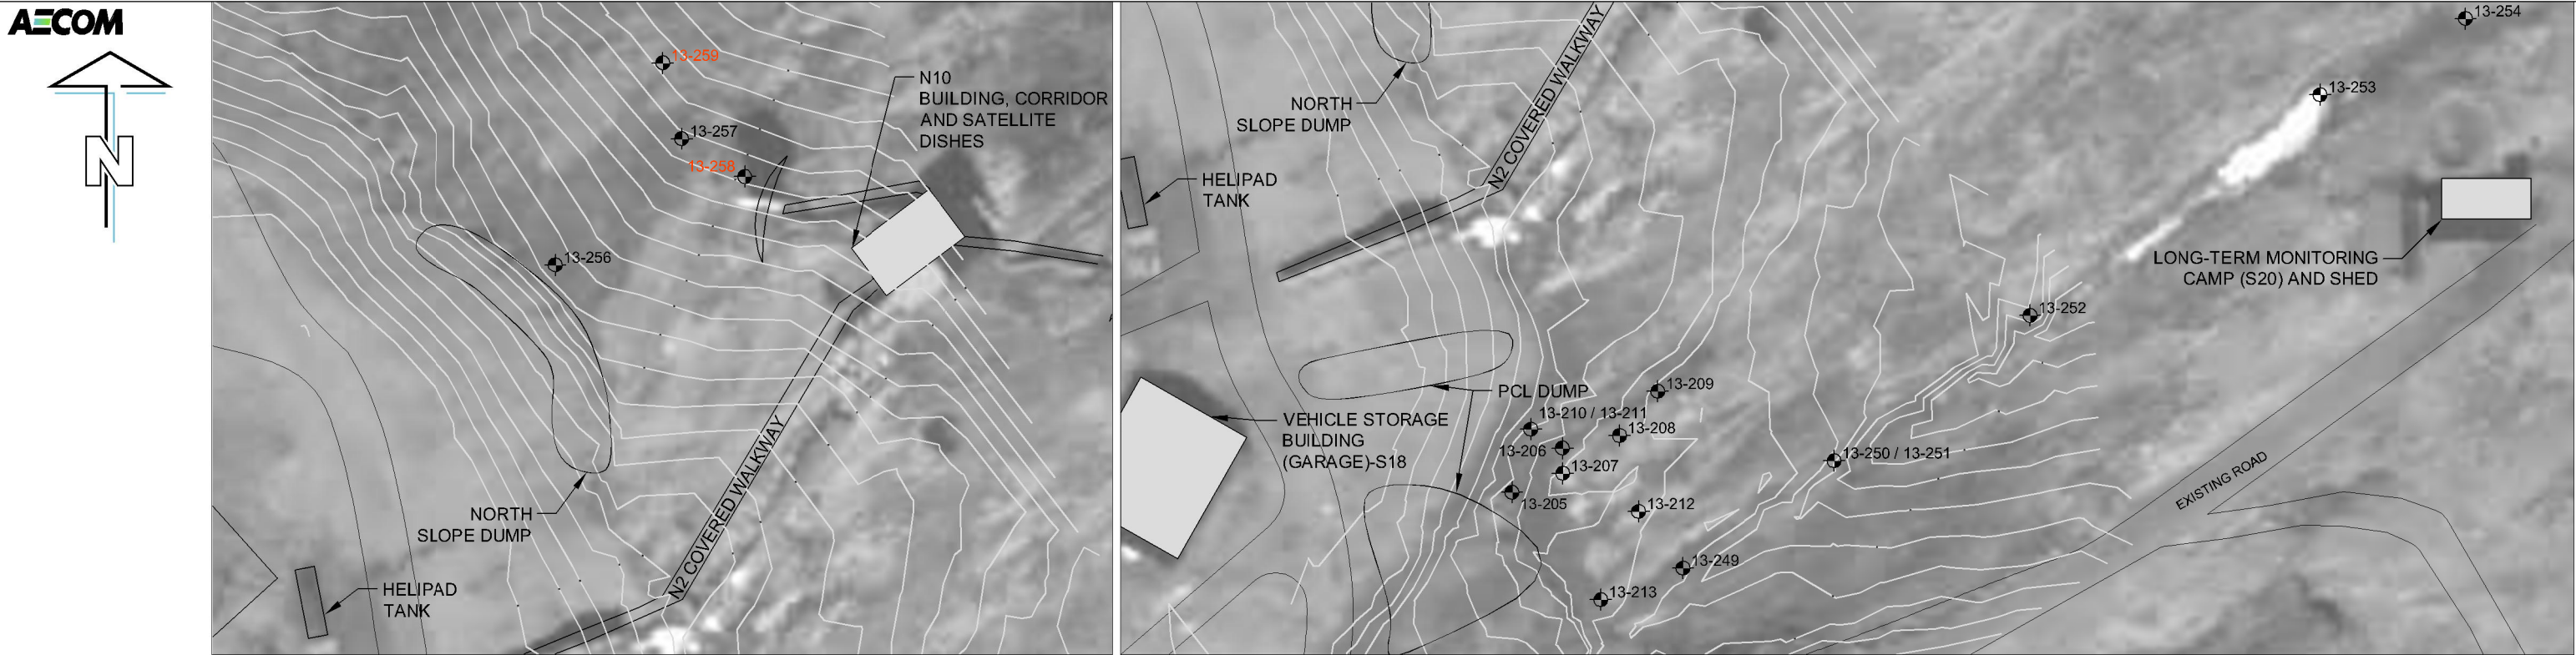 AECOM
N
13-259
13-257
13-258
13-256
N10
BUILDING, CORRIDOR
AND SATELLITE
DISHES
N2 COVERED WALKWAY
NORTH
SLOPE DUMP
HELIPAD
TANK
N2 COVERED WALKWAY
NORTH
SLOPE DUMP
HELIPAD
TANK
13-254
13-253
LONG-TERM MONITORING
CAMP (S20) AND SHED
13-252
PCL DUMP
13-209
13-210 / 13-211
13-208
13-206
13-207
13-205
13-212
13-250 / 13-251
13-249
13-213
VEHICLE STORAGE
BUILDING
(GARAGE)-S18
EXISTING ROAD